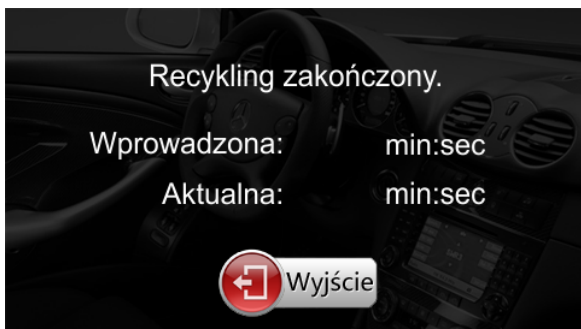 Recykling zakończony.
Wprowadzona: min:sec
Aktualna: min:sec
Wyjście